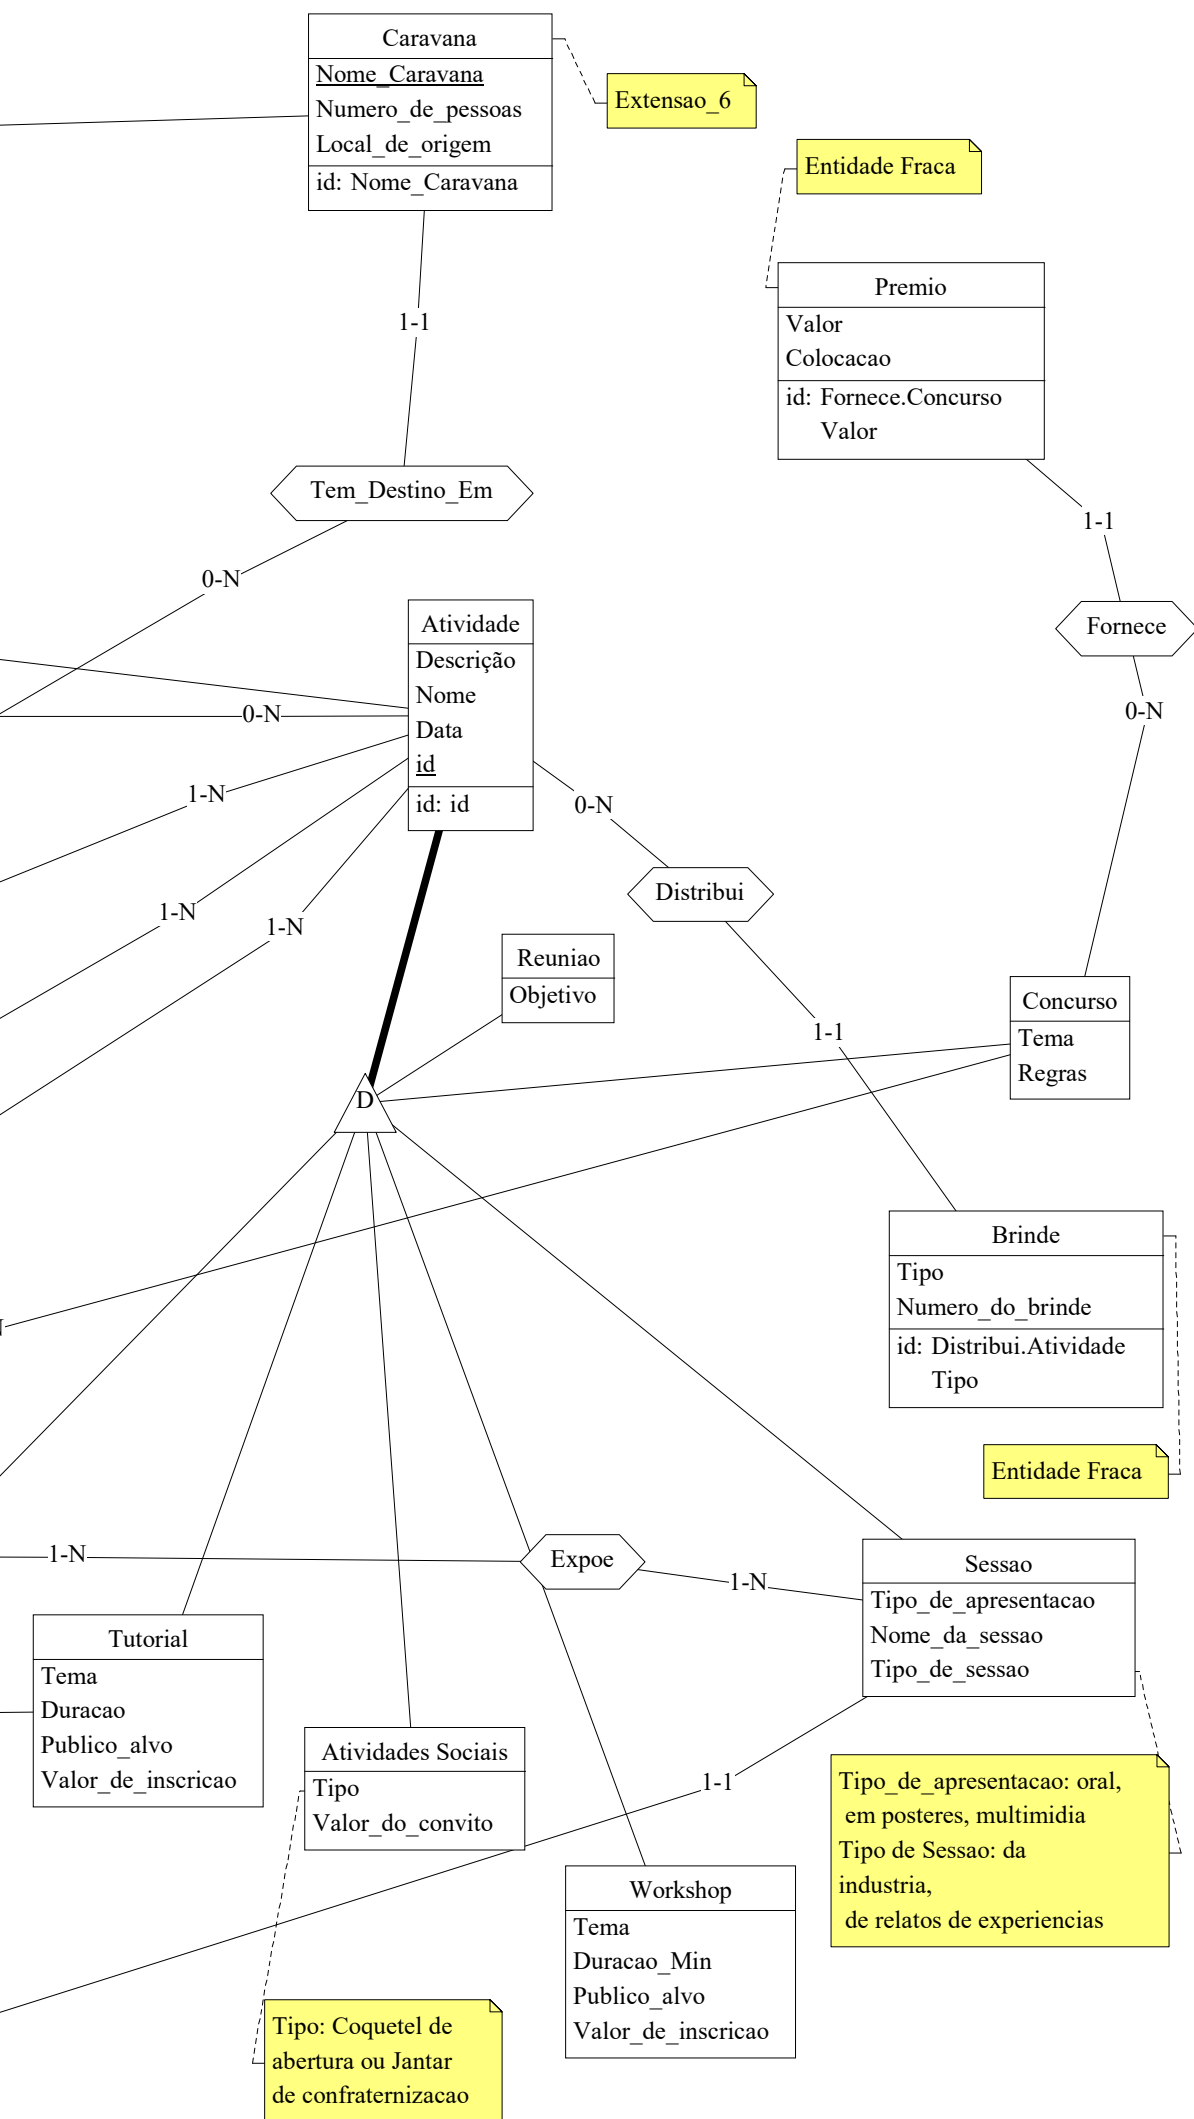 Caravana
Nome_Caravana
Numero_de_pessoas
Local_de_origem
id: Nome_Caravana
Extensao_6
Entidade Fraca
Premio
Valor
Colocacao
id: Fornece.Concurso
Valor
1-1
Tem_Destino_Em
1-1
0-N
Fornece
Atividade
Descrição
Nome
Data
id
id: id
0-N
0-N
1-N
0-N
Distribui
1-N
1-N
Reuniao
Objetivo
Concurso
Tema
Regras
1-1
D
Brinde
Tipo
Numero_do_brinde
id: Distribui.Atividade
Tipo
Entidade Fraca
1-N
Expoe
1-N
Sessao
Tipo_de_apresentacao
Nome_da_sessao
Tipo_de_sessao
Tutorial
Tema
Duracao
Publico_alvo
Valor_de_inscricao
Atividades Sociais
Tipo
Valor_do_convito
1-1
Tipo_de_apresentacao: oral,
em posteres, multimidia
Tipo de Sessao: da
industria,
de relatos de experiencias
Workshop
Tema
Duracao_Min
Publico_alvo
Valor_de_inscricao
Tipo: Coquetel de
abertura ou Jantar
de confraternizacao